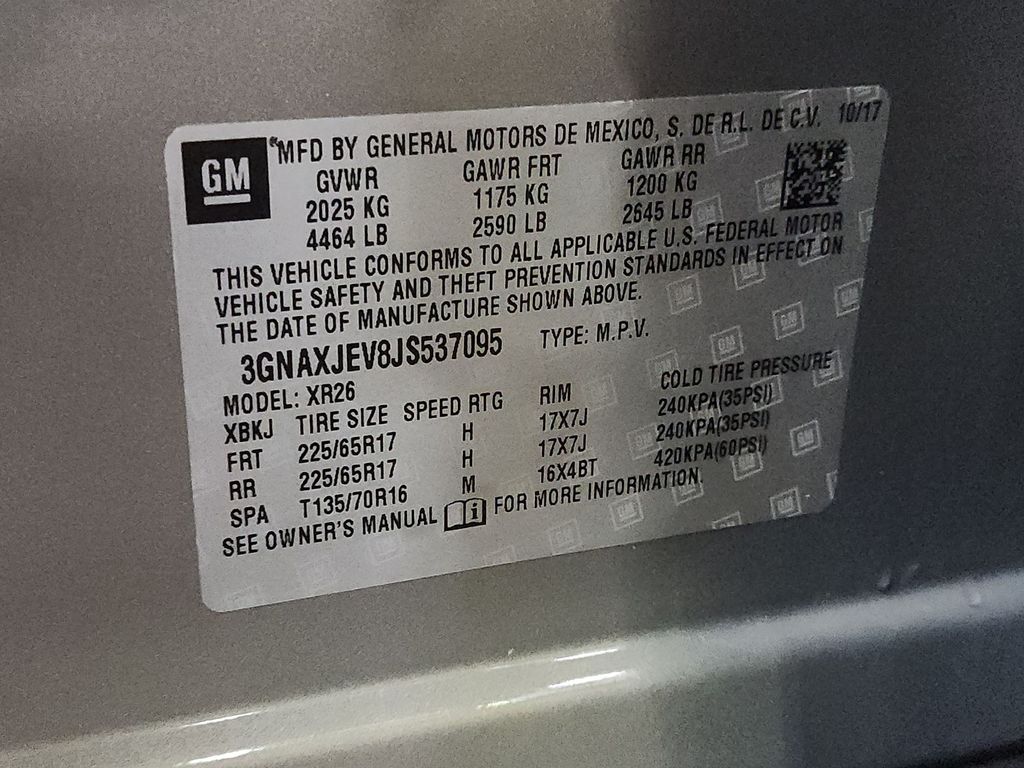 GM
"MFD BY GENERAL MOTORS DE MEXICO, S. DE R.L. DE C.V. 10/17
GVWR GAWR FRT GAWR RR
2025 KG 1175 KG 1200 KG
4464 LB 2590 LB 2645 LB
THIS VEHICLE CONFORMS TO ALL APPLICABLE U.S. FEDERAL MOTOR
VEHICLE SAFETY AND THEFT PREVENTION STANDARDS IN EFFECT ON
THE DATE OF MANUFACTURE SHOWN ABOVE.
3GNAXJEV8JS537095 TYPE: M.P.V.
MODEL: XR26
XBKJ TIRE SIZE SPEED RTG RIM COLD TIRE PRESSURE
FRT 225/65R17 H 17X7J 240KPA(35PSI)
RR 225/65R17 H 17X7J 240KPA(35PSI)
SPA T135/70R16 M 16X4BT 420KPA(60PSI)
SEE OWNER'S MANUAL i FOR MORE INFORMATION.